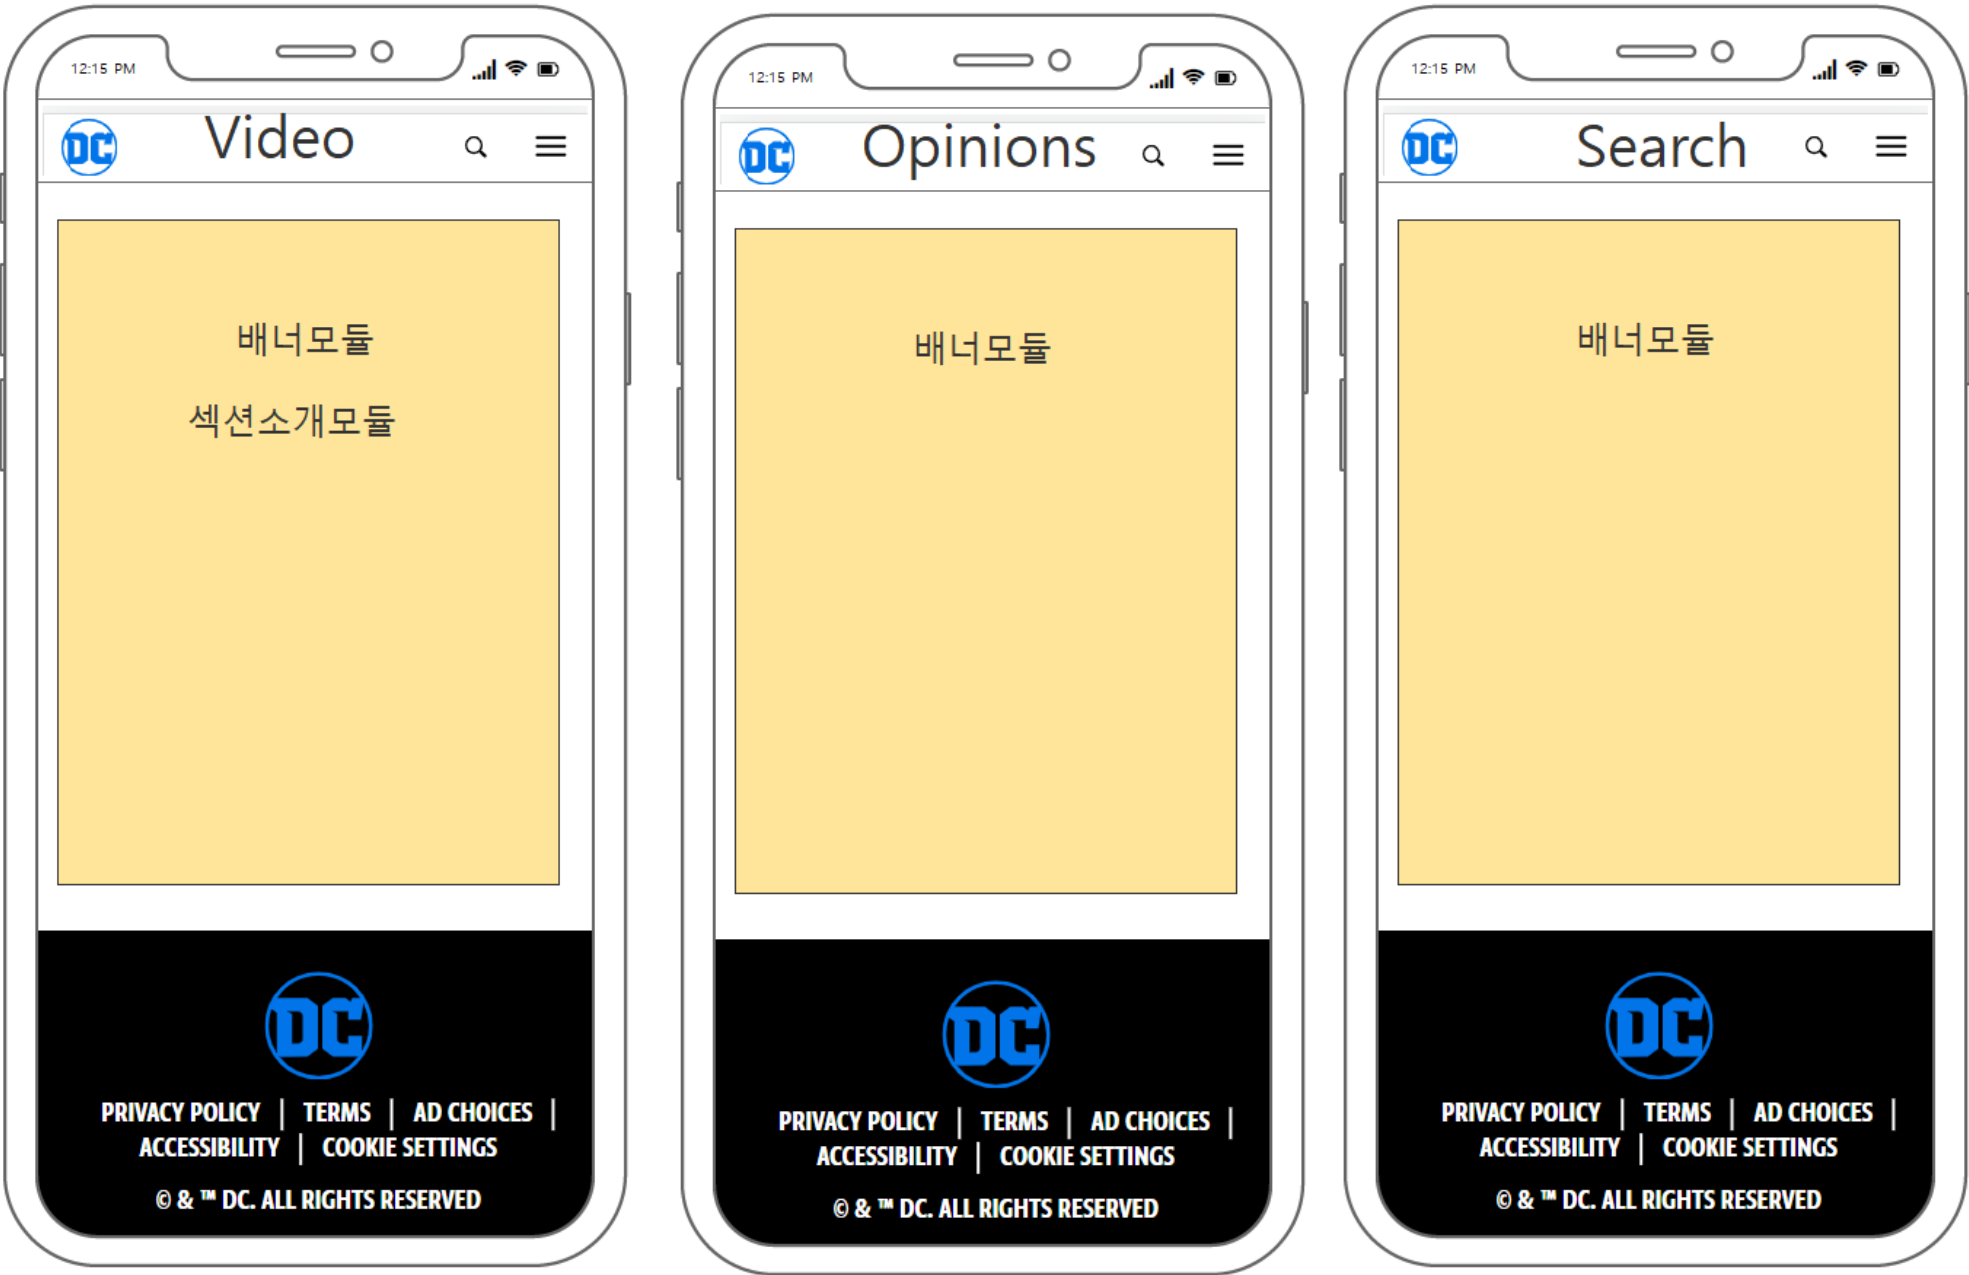 12:15 PM
DC
Video
배너모듈
섹션소개모듈
DC
PRIVACY POLICY | TERMS | AD CHOICES |
ACCESSIBILITY | COOKIE SETTINGS
© & ™ DC. ALL RIGHTS RESERVED
12:15 PM
DC
Opinions
배너모듈
DC
PRIVACY POLICY | TERMS | AD CHOICES |
ACCESSIBILITY | COOKIE SETTINGS
© & ™ DC. ALL RIGHTS RESERVED
12:15 PM
DC
Search
배너모듈
DC
PRIVACY POLICY | TERMS | AD CHOICES |
ACCESSIBILITY | COOKIE SETTINGS
© & ™ DC. ALL RIGHTS RESERVED